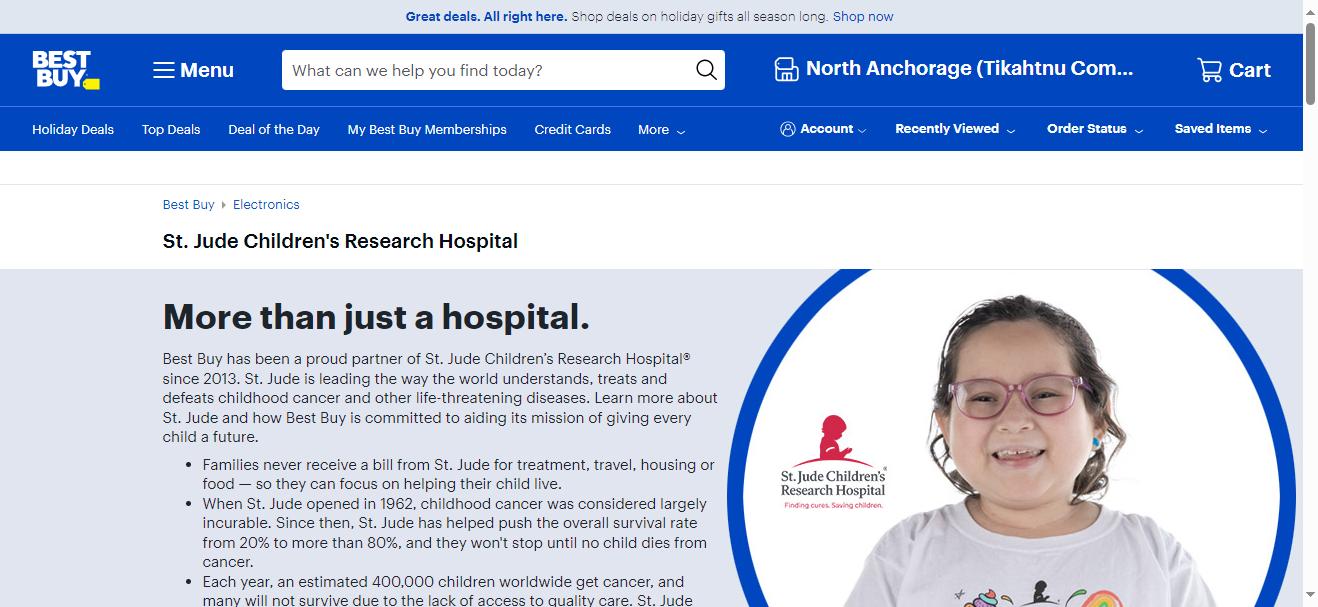 Great deals. All right here. Shop deals on holiday gifts all season long. Shop now
BEST
BUY
Menu
What can we help you find today?
North Anchorage (Tikahtnu Com...
Cart
Holiday Deals
Top Deals
Deal of the Day
My Best Buy Memberships
Credit Cards
More
Account
Recently Viewed
Order Status
Saved Items
Best Buy
Electronics
St. Jude Children's Research Hospital
More than just a hospital.
Best Buy has been a proud partner of St. Jude Children’s Research Hospital®
since 2013. St. Jude is leading the way the world understands, treats and
defeats childhood cancer and other life-threatening diseases. Learn more about
St. Jude and how Best Buy is committed to aiding its mission of giving every
child a future.
• Families never receive a bill from St. Jude for treatment, travel, housing or
food — so they can focus on helping their child live.
• When St. Jude opened in 1962, childhood cancer was considered largely
incurable. Since then, St. Jude has helped push the overall survival rate
from 20% to more than 80%, and they won't stop until no child dies from
cancer.
• Each year, an estimated 400,000 children worldwide get cancer, and
many will not survive due to the lack of access to quality care. St. Jude
St. Jude Children's®
Research Hospital
Finding cures. Saving children.